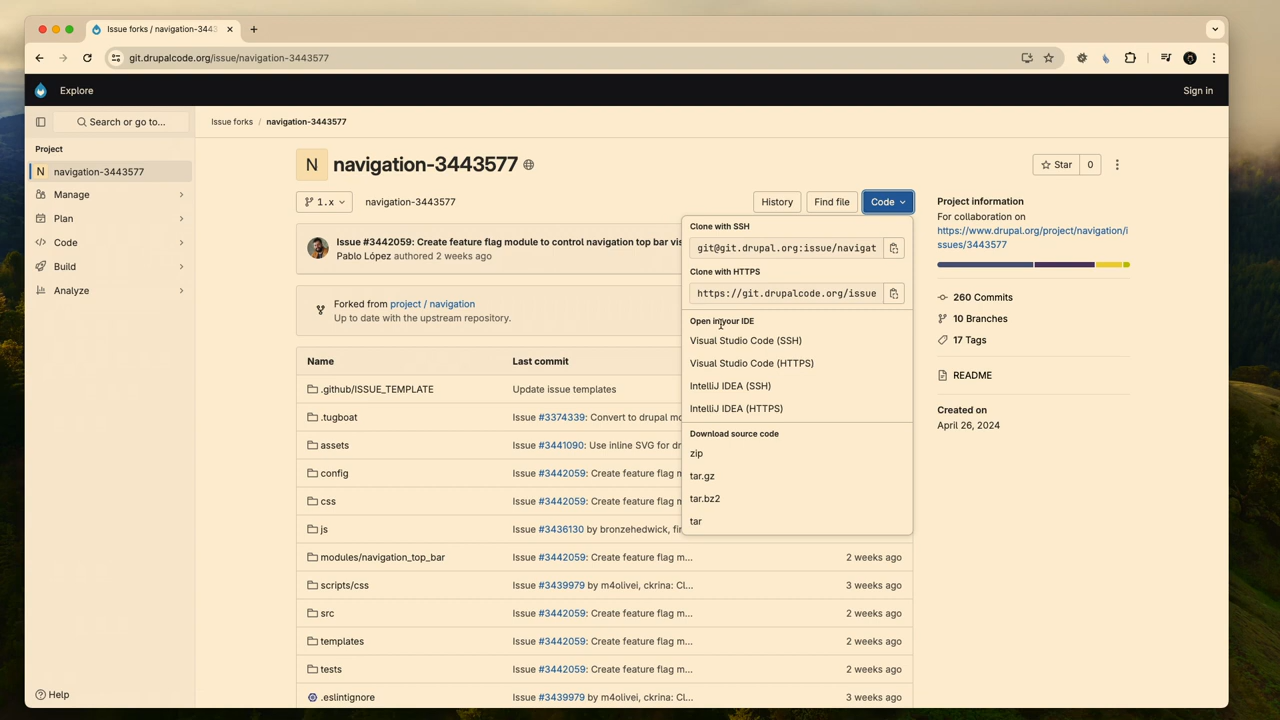 Issue forks / navigation-3443
git.drupalcode.org/issue/navigation-3443577
Explore
Sign in
Search or go to...
Issue forks / navigation-3443577
Project
N navigation-3443577
Manage
Plan
Code
Build
Analyze
Help
N navigation-3443577
Star 0
1.x
navigation-3443577
History
Find file
Code
Issue #3442059: Create feature flag module to control navigation top bar vis
Pablo López authored 2 weeks ago
Forked from project / navigation
Up to date with the upstream repository.
Name Last commit
.github/ISSUE_TEMPLATE Update issue templates
.tugboat Issue #3374339: Convert to drupal mo
assets Issue #3441090: Use inline SVG for dr
config Issue #3442059: Create feature flag m
css Issue #3442059: Create feature flag m
js Issue #3436130 by bronzehedwick, fin
modules/navigation_top_bar Issue #3442059: Create feature flag m... 2 weeks ago
scripts/css Issue #3439979 by m4olivei, ckrina: Cl... 3 weeks ago
src Issue #3442059: Create feature flag m... 2 weeks ago
templates Issue #3442059: Create feature flag m... 2 weeks ago
tests Issue #3442059: Create feature flag m... 2 weeks ago
.eslintignore Issue #3439979 by m4olivei, ckrina: Cl... 3 weeks ago
Clone with SSH
git@git.drupal.org:issue/navigat
Clone with HTTPS
https://git.drupalcode.org/issue
Open in your IDE
Visual Studio Code (SSH)
Visual Studio Code (HTTPS)
IntelliJ IDEA (SSH)
IntelliJ IDEA (HTTPS)
Download source code
zip
tar.gz
tar.bz2
tar
Project information
For collaboration on
https://www.drupal.org/project/navigation/i
ssues/3443577
260 Commits
10 Branches
17 Tags
README
Created on
April 26, 2024